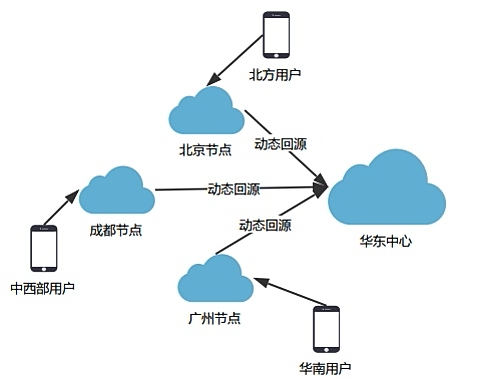 北方用户
北京节点
动态回源
动态回源
成都节点
动态回源
华东中心
中西部用户
广州节点
华南用户